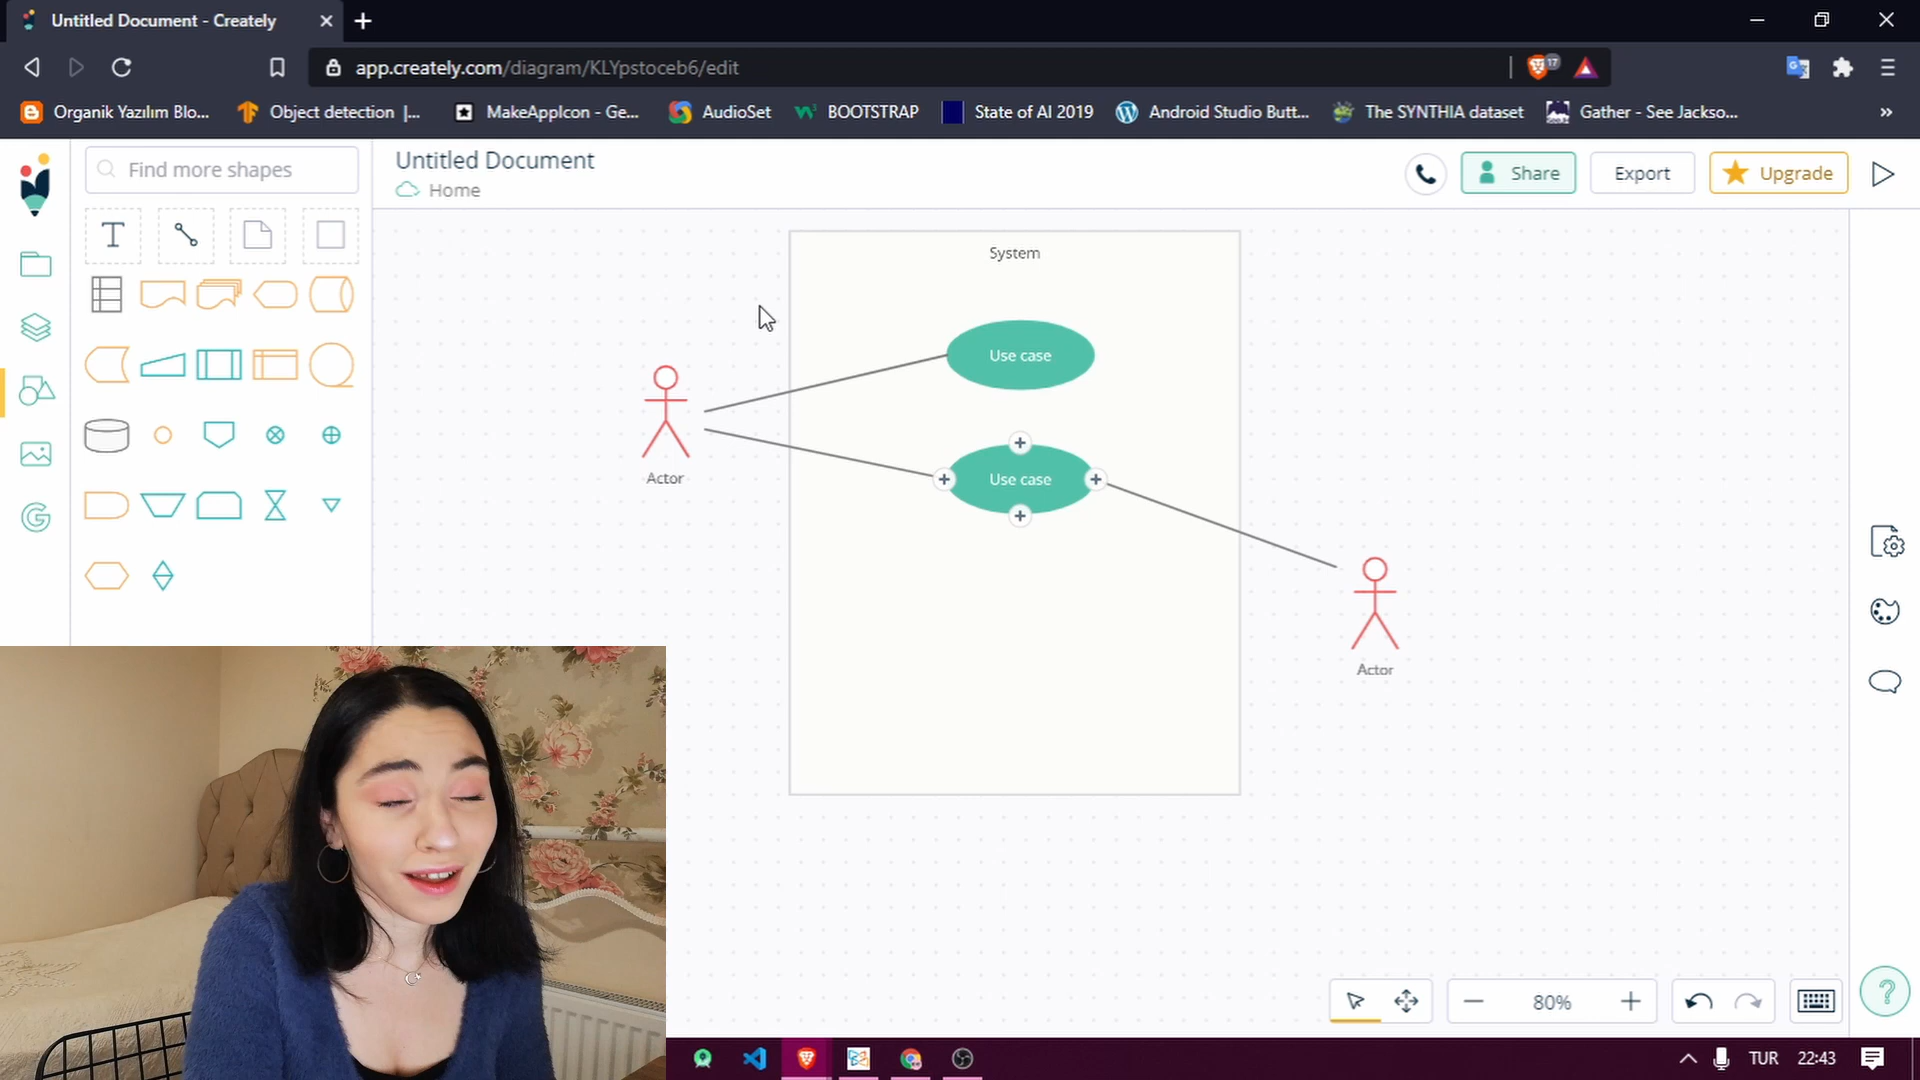 Untitled Document - Creately
app.creately.com/diagram/KLYpstoceb6/edit
17
Organik Yazılım Blo...
Object detection |...
MakeAppIcon - Ge...
AudioSet
BOOTSTRAP
State of AI 2019
Android Studio Butt...
The SYNTHIA dataset
Gather - See Jackso...
»
Find more shapes
Untitled Document
Home
Share
Export
Upgrade
T
System
Use case
Use case
Actor
Actor
80%
?
TUR
22:43